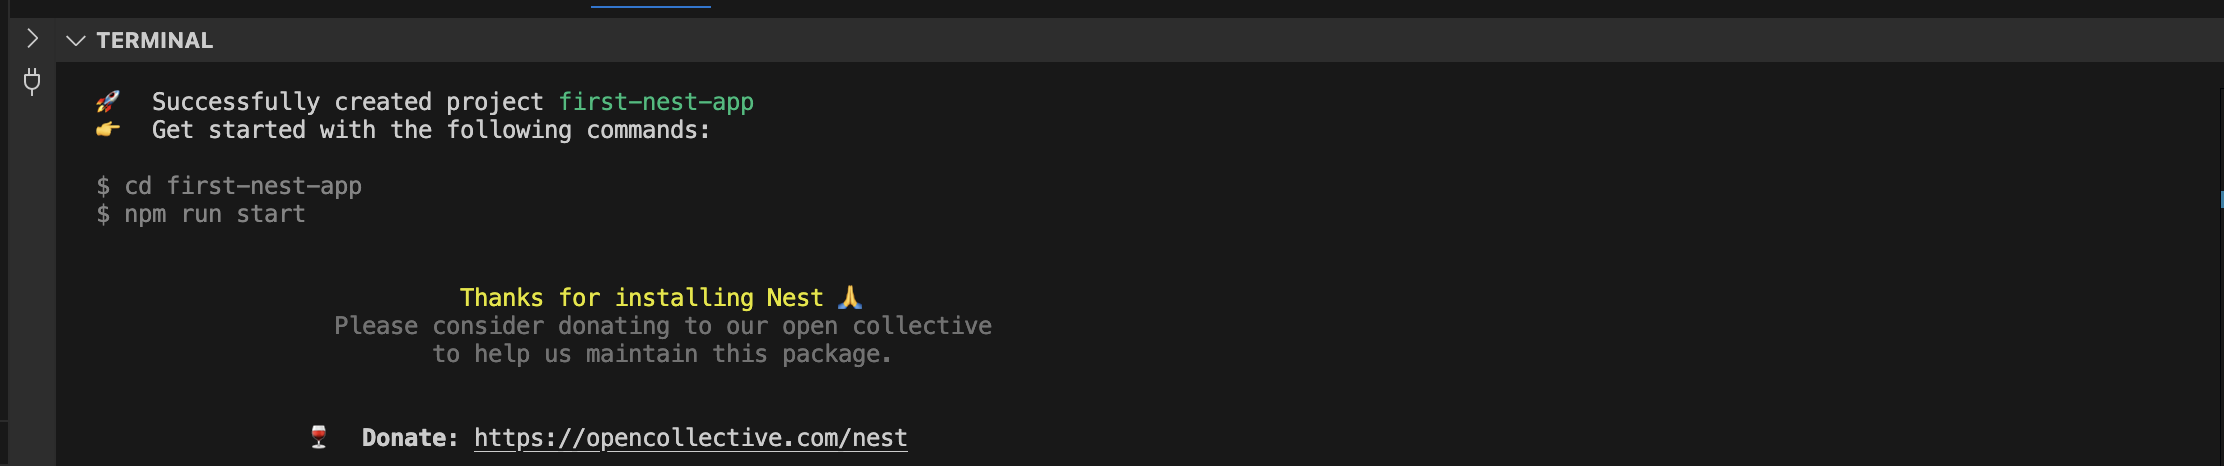 TERMINAL
🚀 Successfully created project first-nest-app
👉 Get started with the following commands:
$ cd first-nest-app
$ npm run start
Thanks for installing Nest 🙏
Please consider donating to our open collective
to help us maintain this package.
🍷 Donate: https://opencollective.com/nest